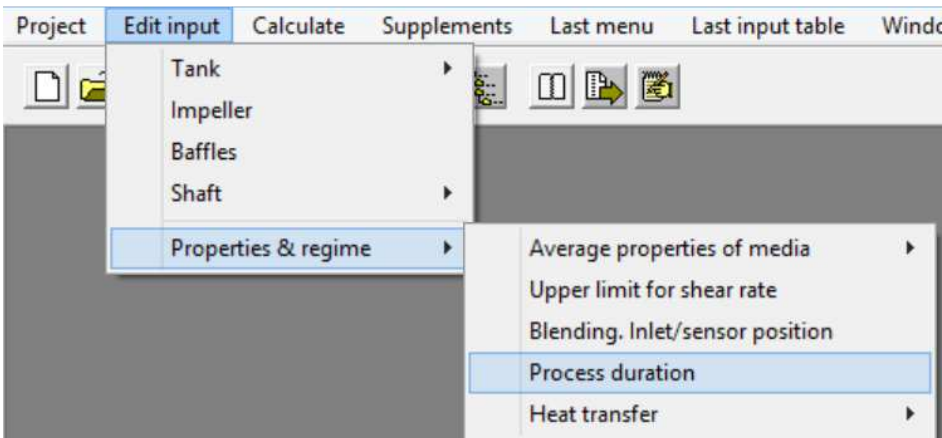 Project Edit input Calculate Supplements Last menu Last input table
Tank
Impeller
Baffles
Shaft
Properties & regime
Average properties of media
Upper limit for shear rate
Blending. Inlet/sensor position
Process duration
Heat transfer